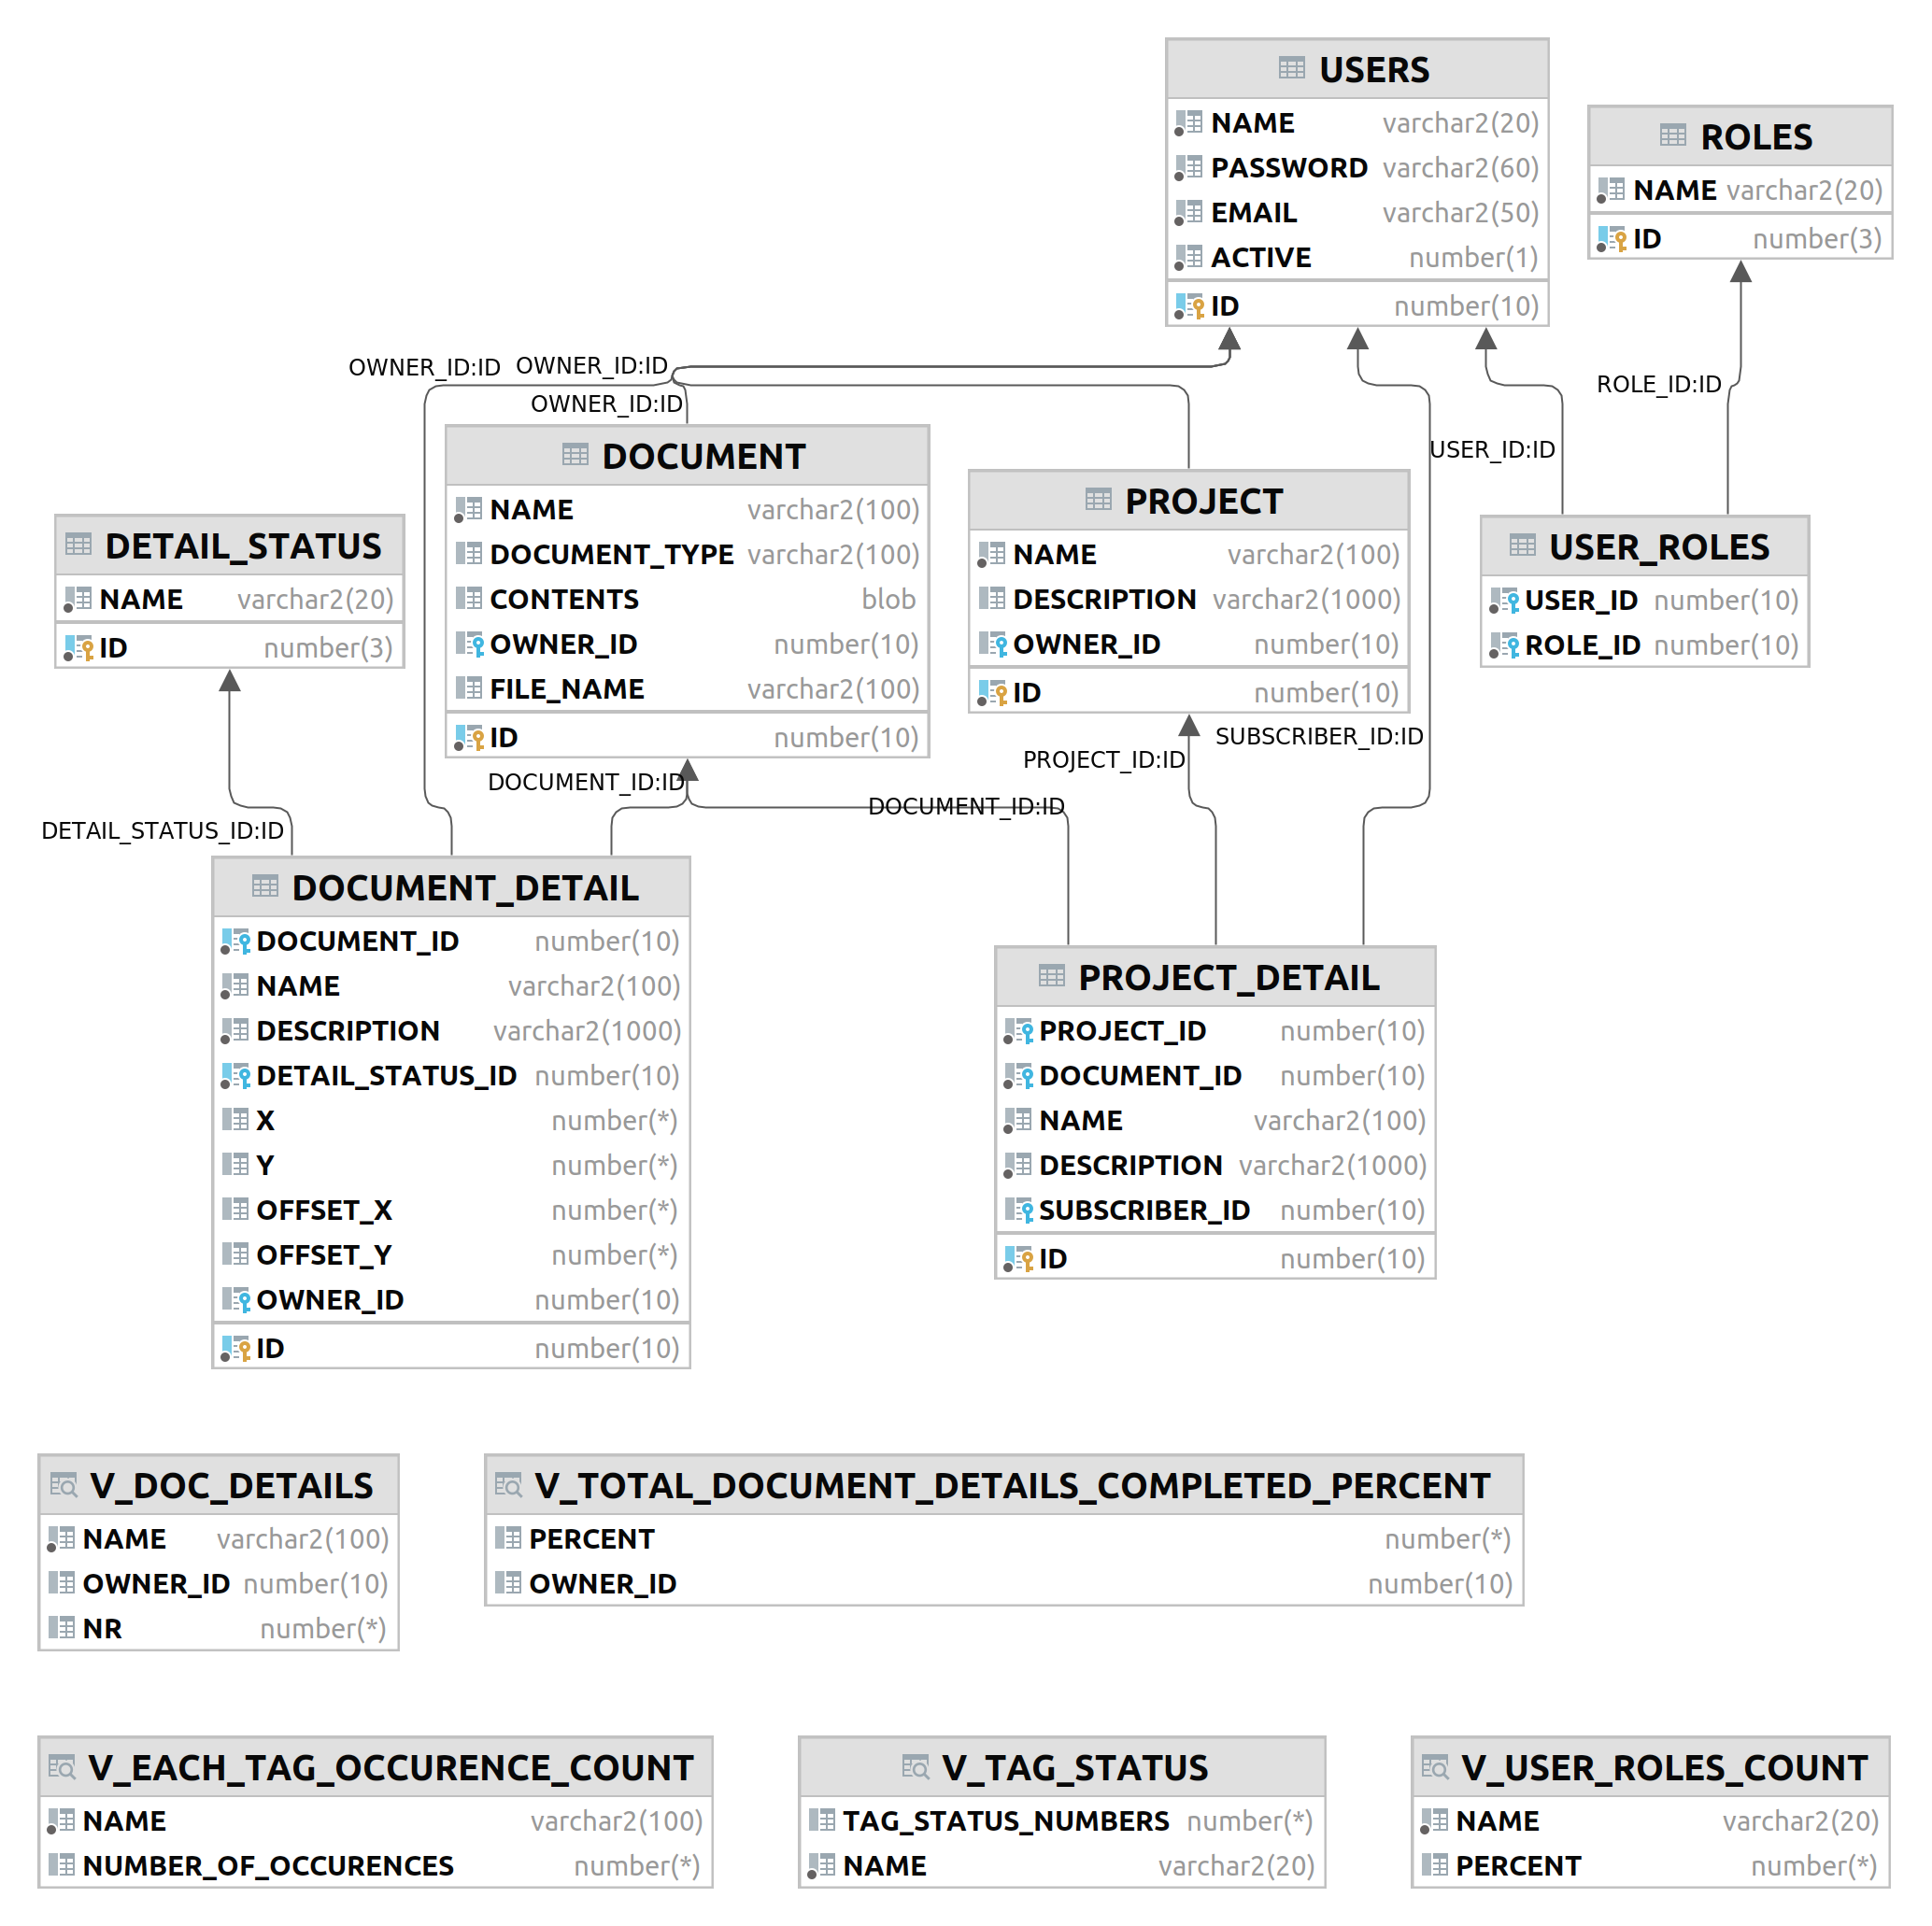 USERS
NAME varchar2(20)
PASSWORD varchar2(60)
EMAIL varchar2(50)
ACTIVE number(1)
ID number(10)
ROLES
NAME varchar2(20)
ID number(3)
OWNER_ID:ID
OWNER_ID:ID
OWNER_ID:ID
ROLE_ID:ID
USER_ID:ID
DOCUMENT
NAME varchar2(100)
DOCUMENT_TYPE varchar2(100)
CONTENTS blob
OWNER_ID number(10)
FILE_NAME varchar2(100)
ID number(10)
PROJECT
NAME varchar2(100)
DESCRIPTION varchar2(1000)
OWNER_ID number(10)
ID number(10)
DETAIL_STATUS
NAME varchar2(20)
ID number(3)
USER_ROLES
USER_ID number(10)
ROLE_ID number(10)
SUBSCRIBER_ID:ID
PROJECT_ID:ID
DOCUMENT_ID:ID
DOCUMENT_ID:ID
DETAIL_STATUS_ID:ID
DOCUMENT_DETAIL
DOCUMENT_ID number(10)
NAME varchar2(100)
DESCRIPTION varchar2(1000)
DETAIL_STATUS_ID number(10)
X number(*)
Y number(*)
OFFSET_X number(*)
OFFSET_Y number(*)
OWNER_ID number(10)
ID number(10)
PROJECT_DETAIL
PROJECT_ID number(10)
DOCUMENT_ID number(10)
NAME varchar2(100)
DESCRIPTION varchar2(1000)
SUBSCRIBER_ID number(10)
ID number(10)
V_DOC_DETAILS
NAME varchar2(100)
OWNER_ID number(10)
NR number(*)
V_TOTAL_DOCUMENT_DETAILS_COMPLETED_PERCENT
PERCENT number(*)
OWNER_ID number(10)
V_EACH_TAG_OCCURENCE_COUNT
NAME varchar2(100)
NUMBER_OF_OCCURENCES number(*)
V_TAG_STATUS
TAG_STATUS_NUMBERS number(*)
NAME varchar2(20)
V_USER_ROLES_COUNT
NAME varchar2(20)
PERCENT number(*)